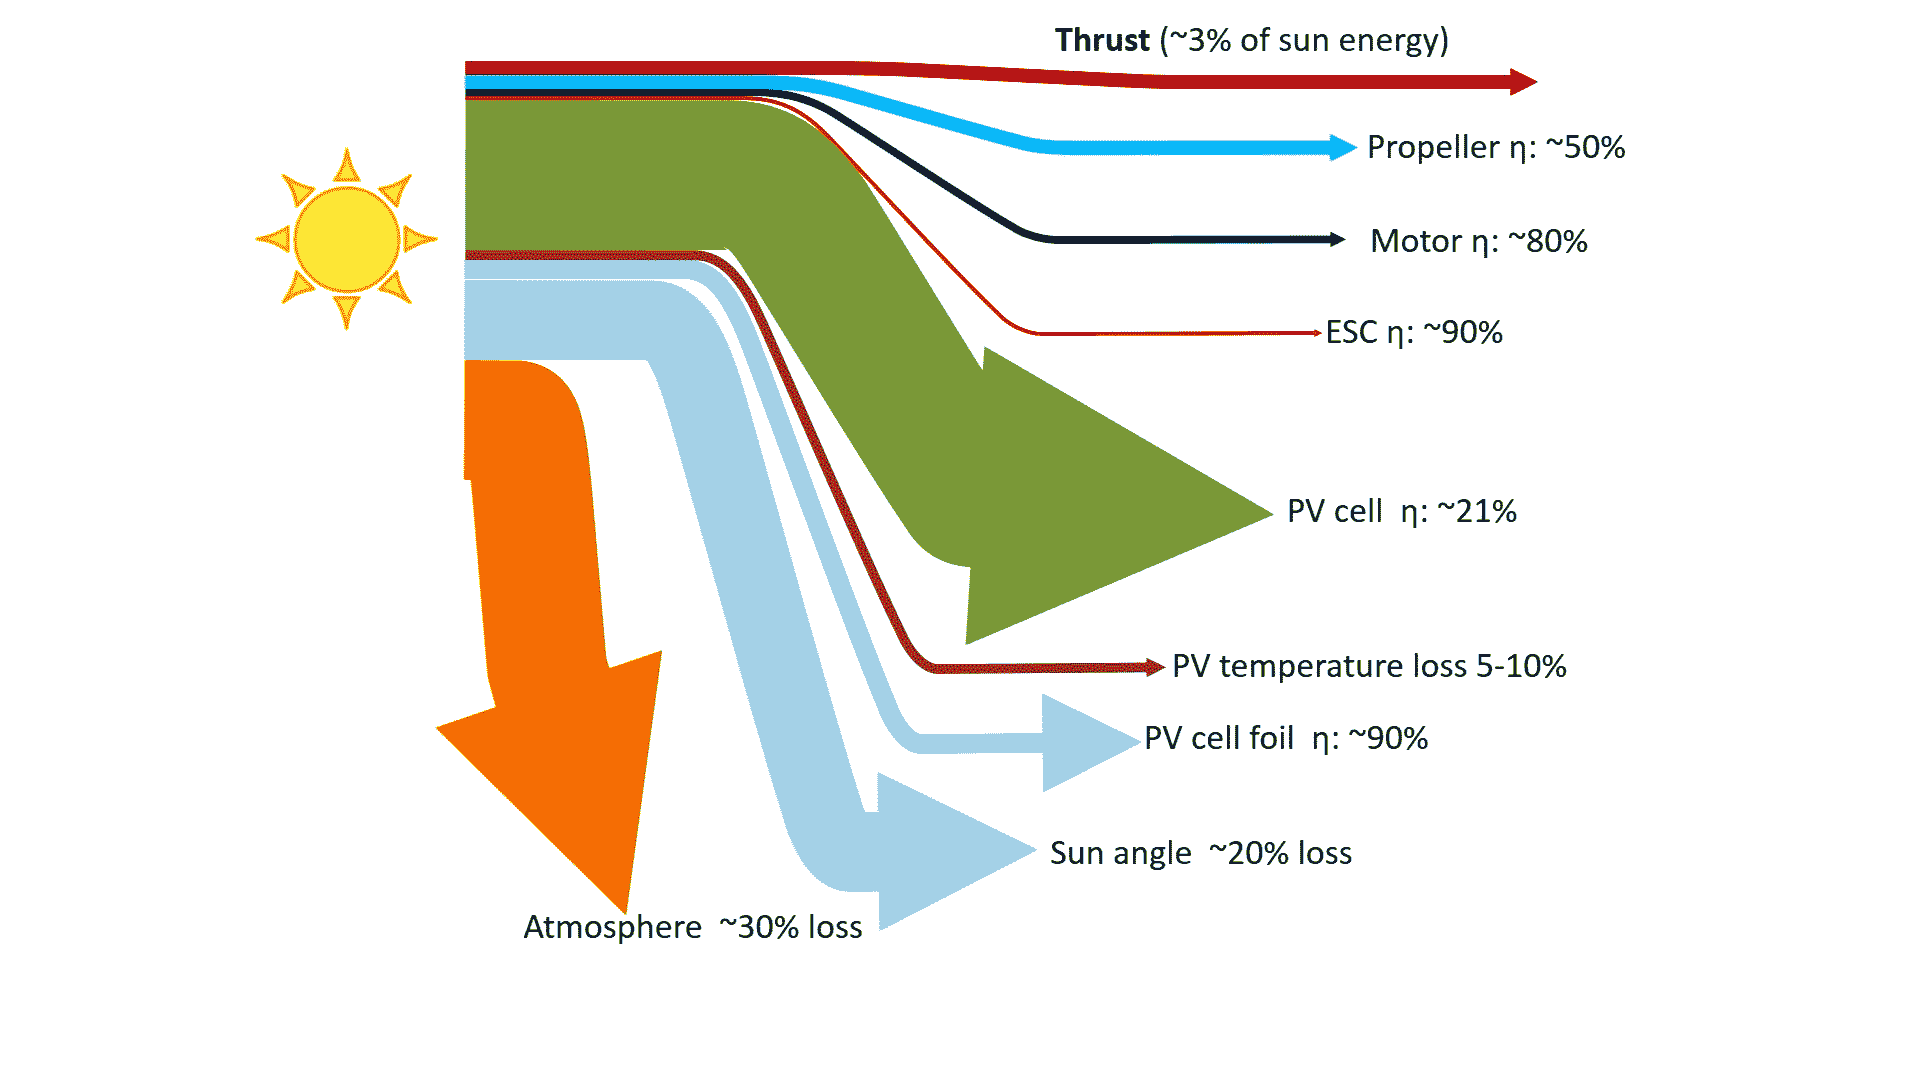 Thrust (~3% of sun energy)
Propeller η: ~50%
Motor η: ~80%
ESC η: ~90%
PV cell  η: ~21%
PV temperature loss 5-10%
PV cell foil  η: ~90%
Sun angle  ~20% loss
Atmosphere  ~30% loss